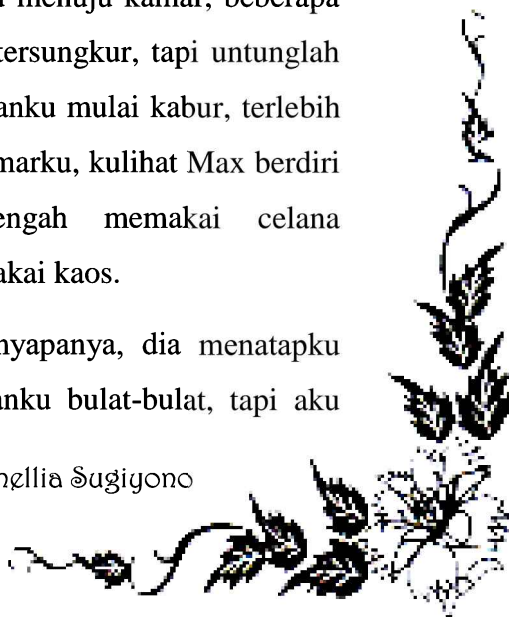 menuju kamar, beberapa
tersungkur, tapi untunglah
anku mulai kabur, terlebih
marku, kulihat Max berdiri
engah memakai celana
akai kaos.
nyapanya, dia menatapku
anku bulat-bulat, tapi aku
nellia Sugiyono